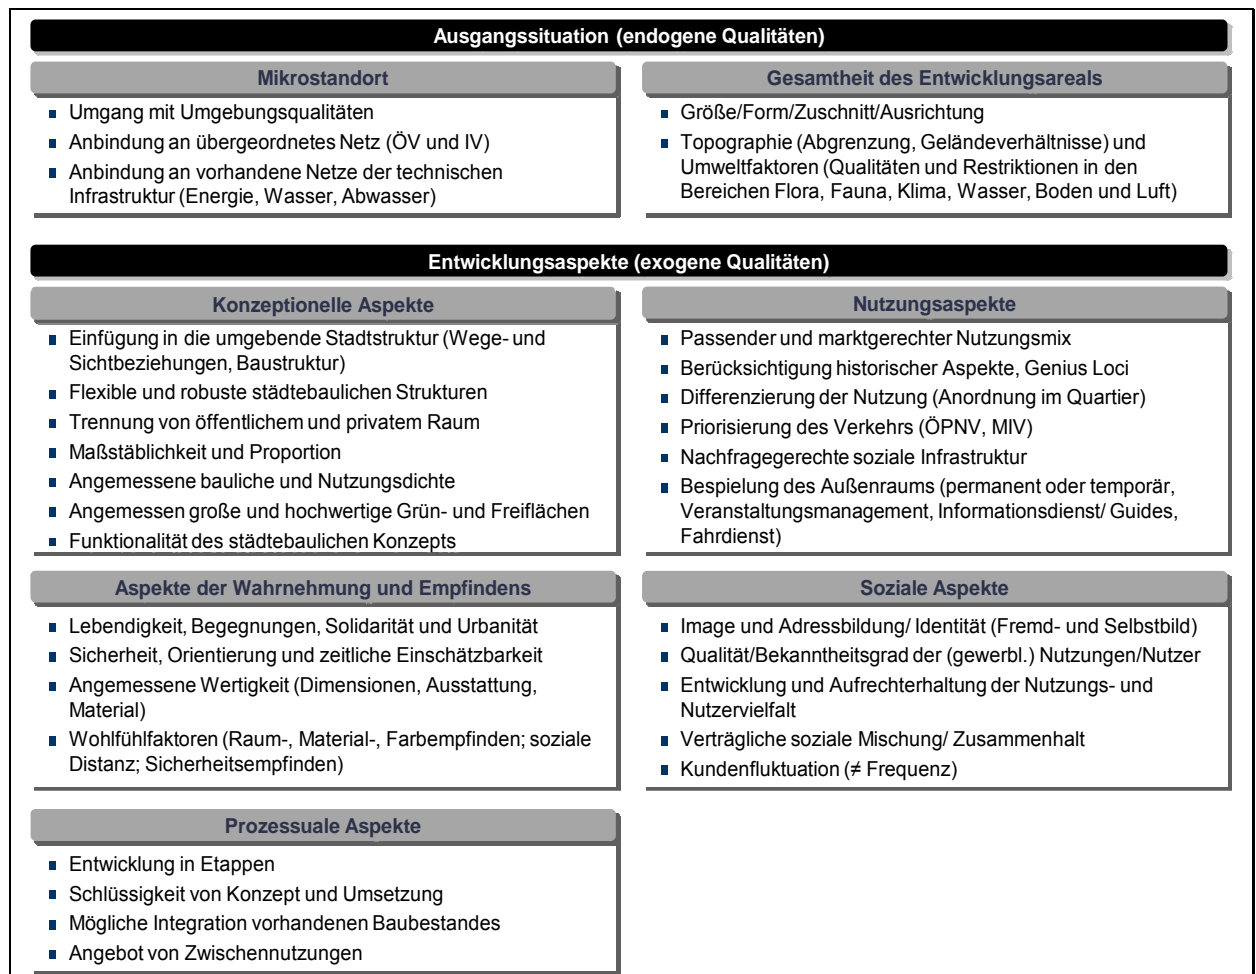 Ausgangssituation (endogene Qualitäten)
Mikrostandort
Umgang mit Umgebungsqualitäten
Anbindung an übergeordnetes Netz (ÖV und IV)
Anbindung an vorhandene Netze der technischen
Infrastruktur (Energie, Wasser, Abwasser)
Gesamtheit des Entwicklungsareals
Größe/Form/Zuschnitt/Ausrichtung
Topographie (Abgrenzung, Geländeverhältnisse) und
Umweltfaktoren (Qualitäten und Restriktionen in den
Bereichen Flora, Fauna, Klima, Wasser, Boden und Luft)
Entwicklungsaspekte (exogene Qualitäten)
Konzeptionelle Aspekte
Einfügung in die umgebende Stadtstruktur (Wege- und
Sichtbeziehungen, Baustruktur)
Flexible und robuste städtebaulichen Strukturen
Trennung von öffentlichem und privatem Raum
Maßstäblichkeit und Proportion
Angemessene bauliche und Nutzungsdichte
Angemessen große und hochwertige Grün- und Freiflächen
Funktionalität des städtebaulichen Konzepts
Nutzungsaspekte
Passender und marktgerechter Nutzungsmix
Berücksichtigung historischer Aspekte, Genius Loci
Differenzierung der Nutzung (Anordnung im Quartier)
Priorisierung des Verkehrs (ÖPNV, MIV)
Nachfragegerechte soziale Infrastruktur
Bespielung des Außenraums (permanent oder temporär,
Veranstaltungsmanagement, Informationsdienst/ Guides,
Fahrdienst)
Aspekte der Wahrnehmung und Empfindens
Lebendigkeit, Begegnungen, Solidarität und Urbanität
Sicherheit, Orientierung und zeitliche Einschätzbarkeit
Angemessene Wertigkeit (Dimensionen, Ausstattung,
Material)
Wohlfühlfaktoren (Raum-, Material-, Farbempfinden; soziale
Distanz; Sicherheitsempfinden)
Soziale Aspekte
Image und Adressbildung/ Identität (Fremd- und Selbstbild)
Qualität/Bekanntheitsgrad der (gewerbl.) Nutzungen/Nutzer
Entwicklung und Aufrechterhaltung der Nutzungs- und
Nutzervielfalt
Verträgliche soziale Mischung/ Zusammenhalt
Kundenfluktuation (≠ Frequenz)
Prozessuale Aspekte
Entwicklung in Etappen
Schlüssigkeit von Konzept und Umsetzung
Mögliche Integration vorhandenen Baubestandes
Angebot von Zwischennutzungen